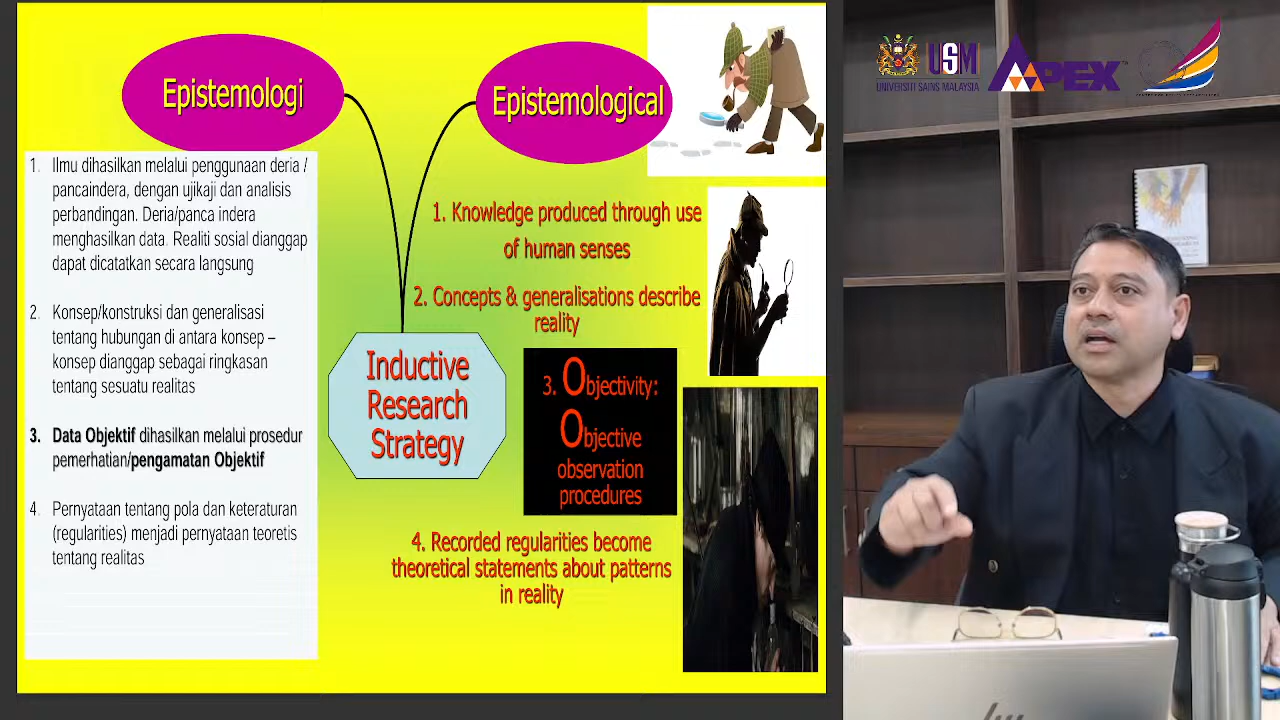 Epistemologi
1. Ilmu dihasilkan melalui penggunaan deria /
pancaindera, dengan ujikaji dan analisis
perbandingan. Deria/panca indera
menghasilkan data. Realiti sosial dianggap
dapat dicatatkan secara langsung
2. Konsep/konstruksi dan generalisasi
tentang hubungan di antara konsep –
konsep dianggap sebagai ringkasan
tentang sesuatu realitas
3. Data Objektif dihasilkan melalui prosedur
pemerhatian/pengamatan Objektif
4. Pernyataan tentang pola dan keteraturan
(regularities) menjadi pernyataan teoretis
tentang realitas
Epistemological
1. Knowledge produced through use
of human senses
2. Concepts & generalisations describe
reality
Inductive
Research
Strategy
3. Objectivity:
Objective
observation
procedures
4. Recorded regularities become
theoretical statements about patterns
in reality
USM
UNIVERSITI SAINS MALAYSIA
APEX™
hp